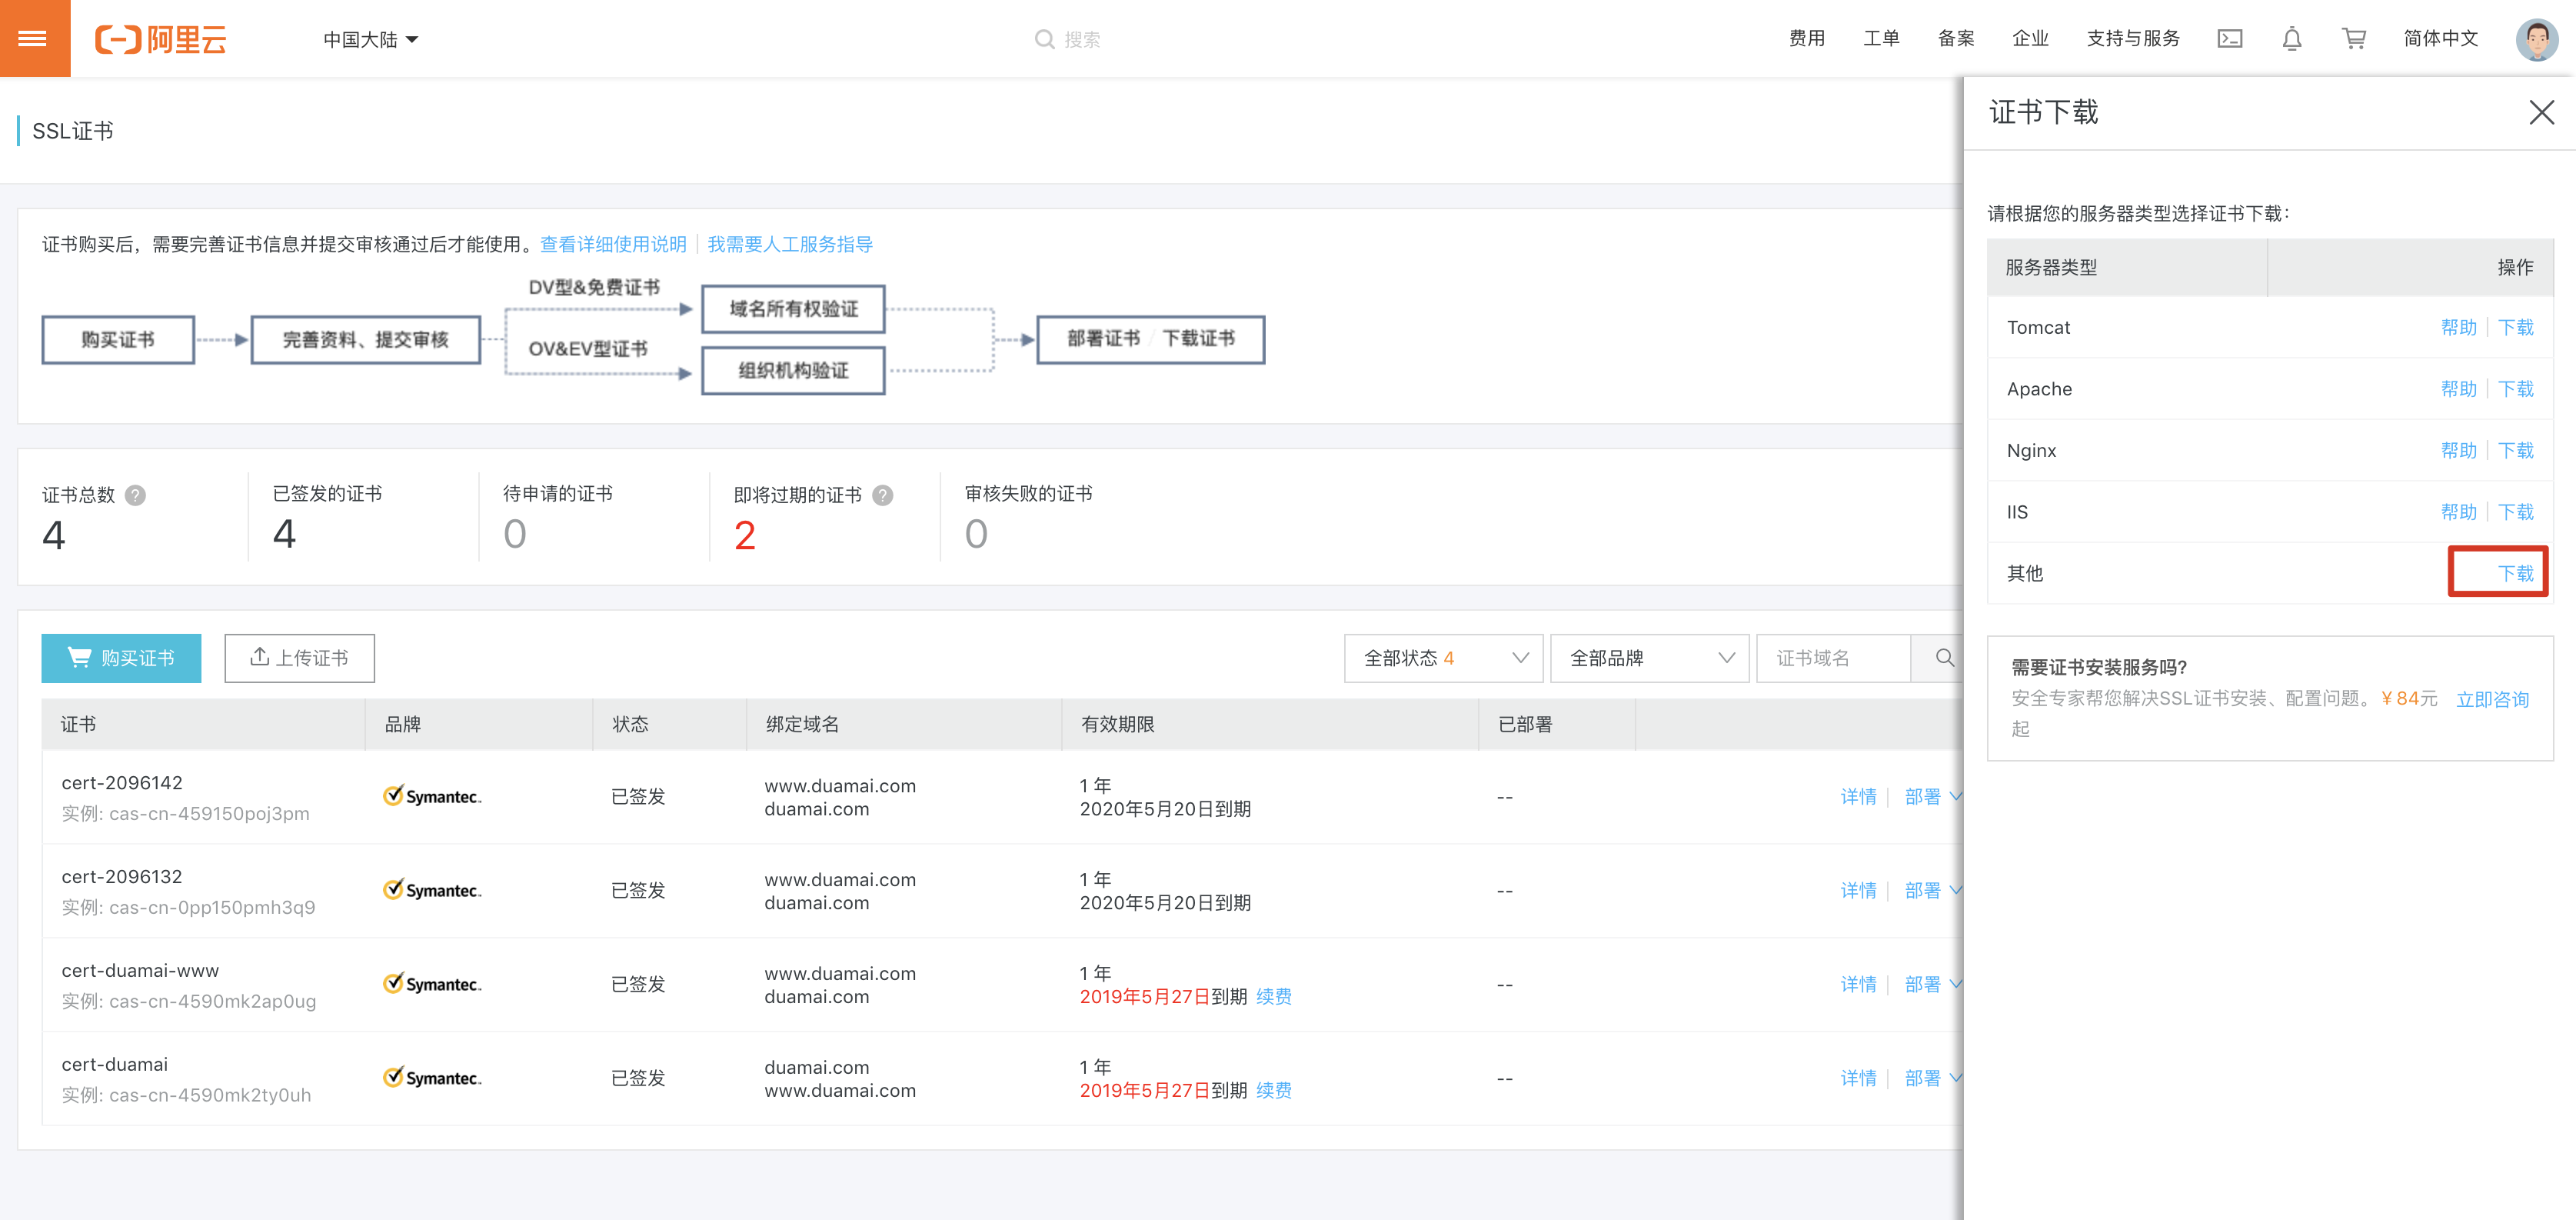 阿里云
中国大陆
搜索
费用 工单 备案 企业 支持与服务 简体中文
SSL证书
证书购买后，需要完善证书信息并提交审核通过后才能使用。查看详细使用说明 我需要人工服务指导
DV型&免费证书
域名所有权验证
购买证书 完善资料、提交审核 部署证书 / 下载证书
OV&EV型证书
组织机构验证
证书总数 ? 已签发的证书 待申请的证书 即将过期的证书 ? 审核失败的证书
4 4 0 2 0
购买证书 上传证书 全部状态 4 全部品牌 证书域名
证书 品牌 状态 绑定域名 有效期限 已部署
cert-2096142
实例: cas-cn-459150poj3pm
Symantec.
已签发
www.duamai.com
duamai.com
1 年
2020年5月20日到期
--
详情 部署
cert-2096132
实例: cas-cn-0pp150pmh3q9
Symantec.
已签发
www.duamai.com
duamai.com
1 年
2020年5月20日到期
--
详情 部署
cert-duamai-www
实例: cas-cn-4590mk2ap0ug
Symantec.
已签发
www.duamai.com
duamai.com
1 年
2019年5月27日到期 续费
--
详情 部署
cert-duamai
实例: cas-cn-4590mk2ty0uh
Symantec.
已签发
duamai.com
www.duamai.com
1 年
2019年5月27日到期 续费
--
详情 部署
证书下载
请根据您的服务器类型选择证书下载：
服务器类型 操作
Tomcat 帮助 下载
Apache 帮助 下载
Nginx 帮助 下载
IIS 帮助 下载
其他 下载
需要证书安装服务吗?
安全专家帮您解决SSL证书安装、配置问题。¥84元 立即咨询
起